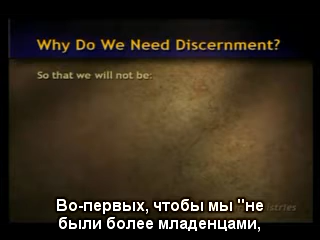 Why Do We Need Discernment?
So that we will not be:
Во-первых, чтобы мы "не
были более младенцами,